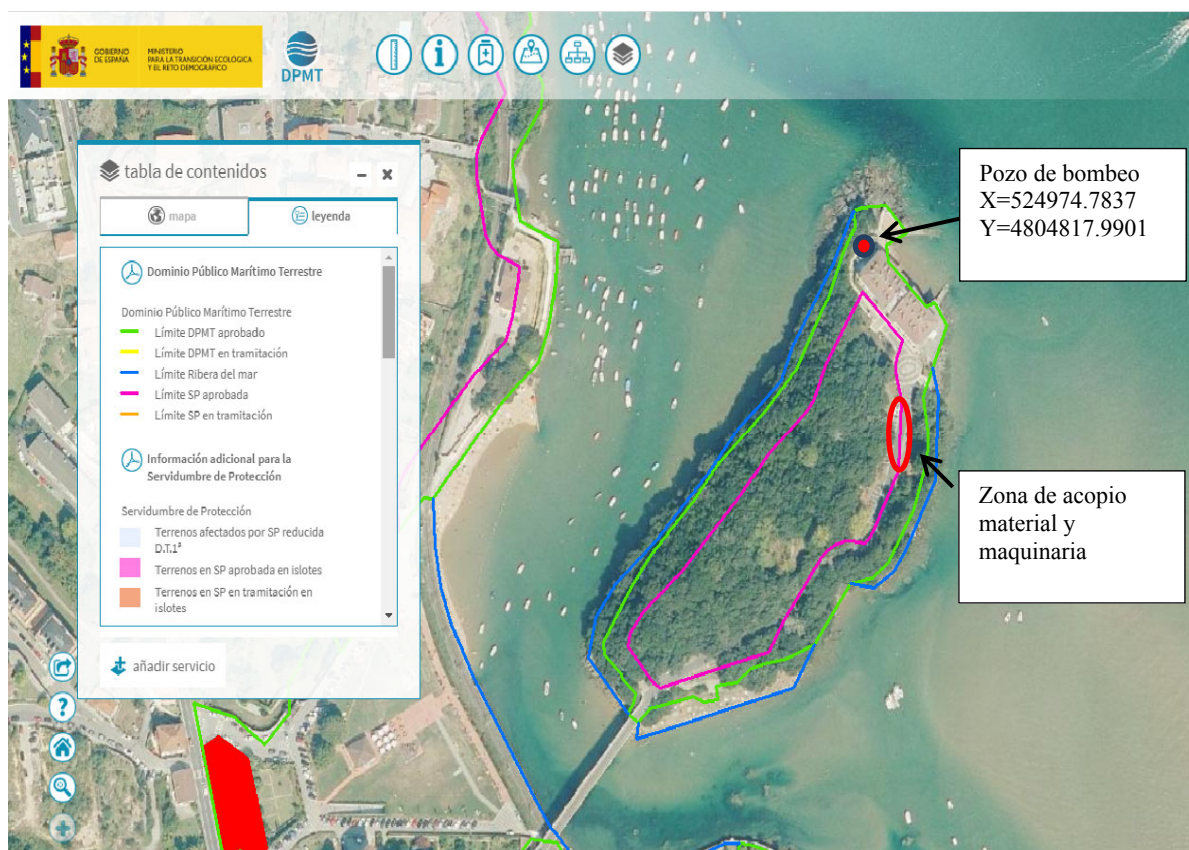 GOBIERNO
DE ESPAÑA
MINISTERIO
PARA LA TRANSICIÓN ECOLÓGICA
Y EL RETO DEMOGRÁFICO
DPMT
tabla de contenidos
mapa
leyenda
Dominio Público Marítimo Terrestre
Dominio Público Marítimo Terrestre
Límite DPMT aprobado
Límite DPMT en tramitación
Límite Ribera del mar
Límite SP aprobada
Límite SP en tramitación
Información adicional para la
Servidumbre de Protección
Servidumbre de Protección
Terrenos afectados por SP reducida
D.T.1ª
Terrenos en SP aprobada en islotes
Terrenos en SP en tramitación en
islotes
añadir servicio
Pozo de bombeo
X=524974.7837
Y=4804817.9901
Zona de acopio
material y
maquinaria